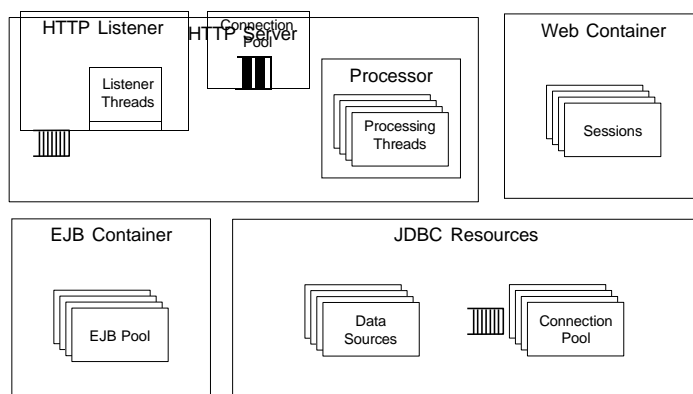 HTTP Listener
HTTP Server
Connection
Pool
Listener
Threads
Processor
Processing
Threads
Web Container
Sessions
EJB Container
EJB Pool
JDBC Resources
Data
Sources
Connection
Pool